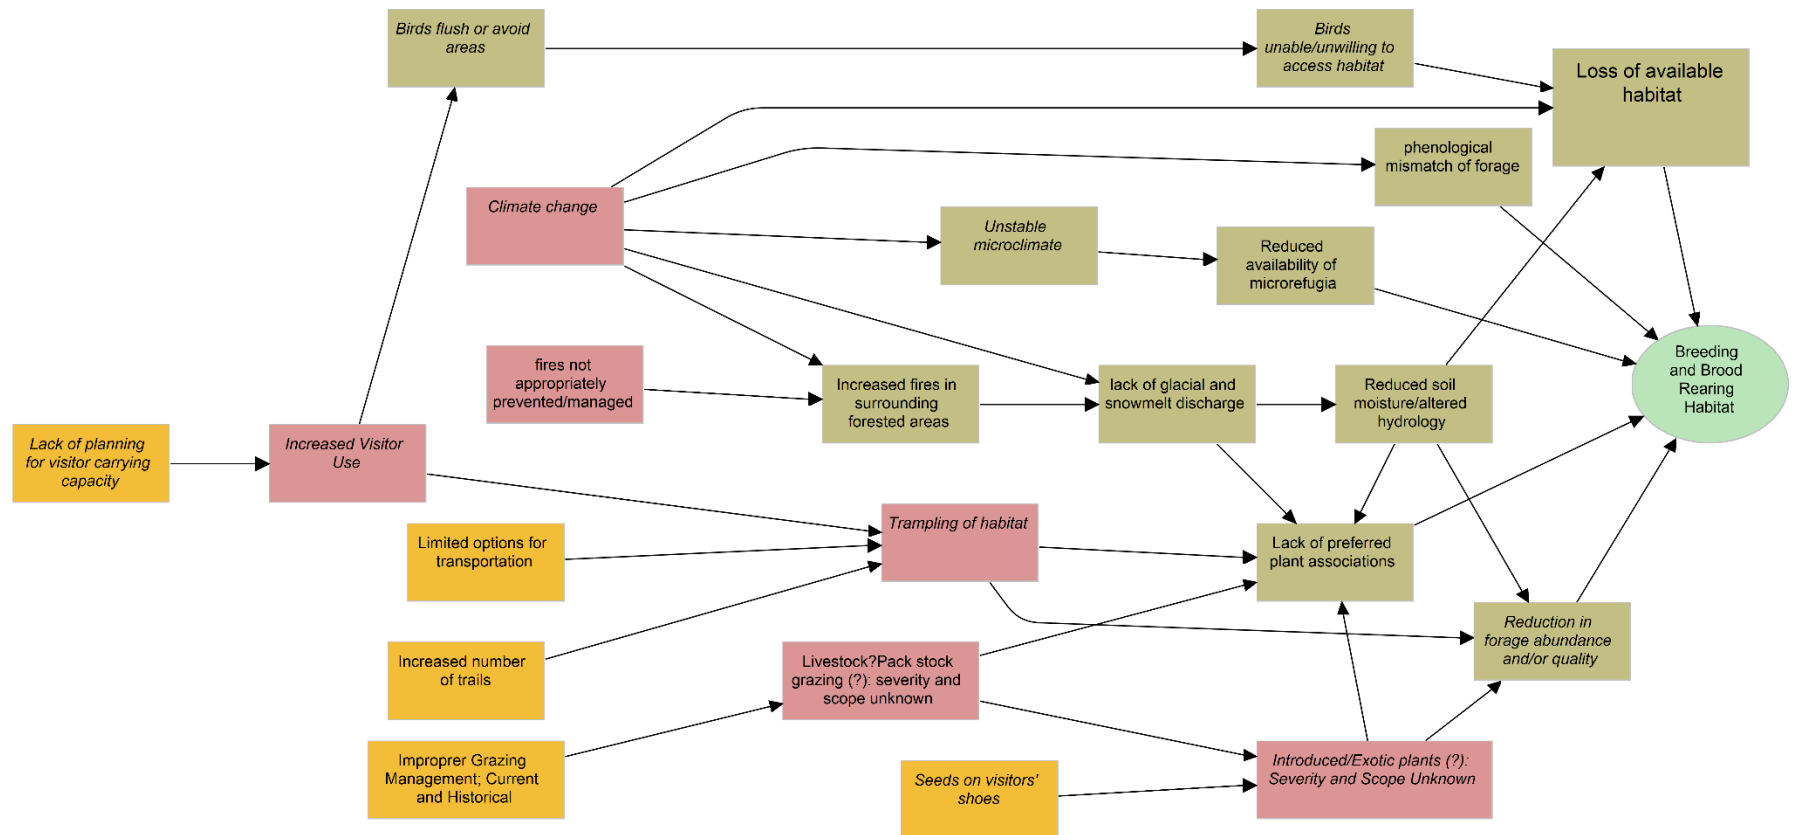 Birds flush or avoid
areas
Birds
unable/unwilling to
access habitat
Loss of available
habitat
phenological
mismatch of forage
Climate change
Unstable
microclimate
Reduced
availability of
microrefugia
Breeding
and Brood
Rearing
Habitat
fires not
appropriately
prevented/managed
Increased fires in
surrounding
forested areas
lack of glacial and
snowmelt discharge
Reduced soil
moisture/altered
hydrology
Lack of planning
for visitor carrying
capacity
Increased Visitor
Use
Limited options for
transportation
Trampling of habitat
Lack of preferred
plant associations
Reduction in
forage abundance
and/or quality
Increased number
of trails
Livestock?Pack stock
grazing (?): severity and
scope unknown
Improprer Grazing
Management; Current
and Historical
Seeds on visitors'
shoes
Introduced/Exotic plants (?):
Severity and Scope Unknown